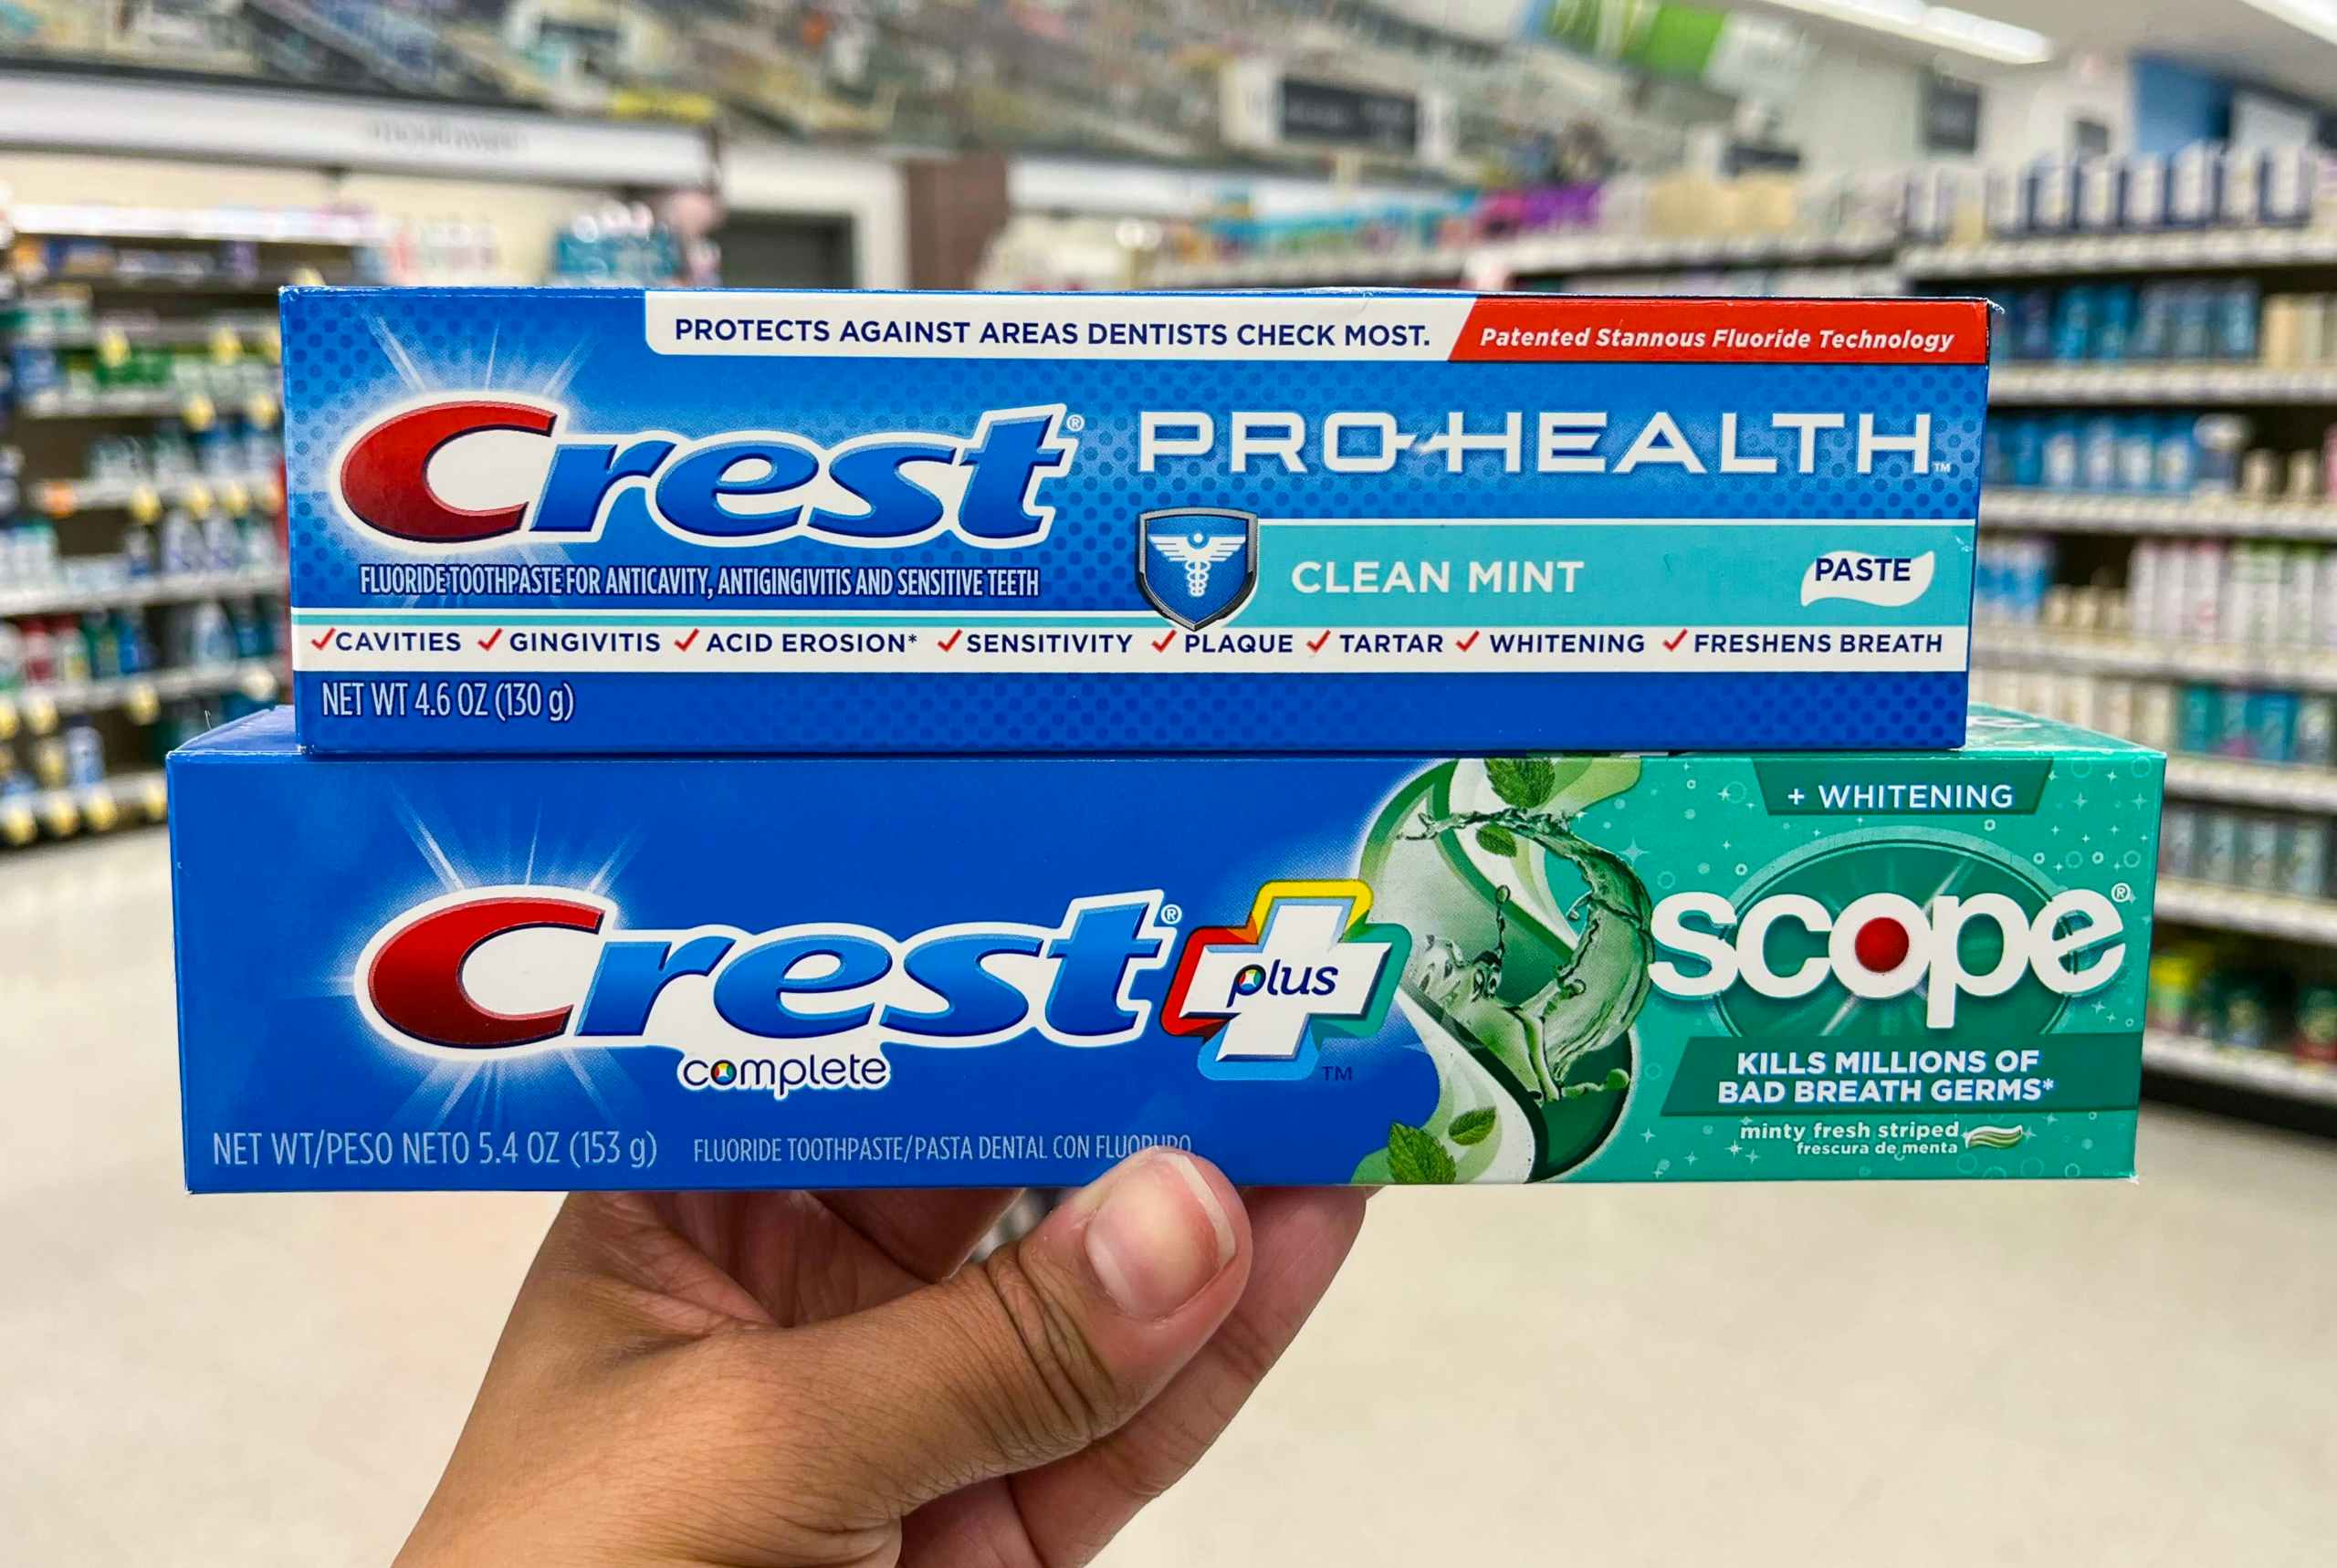 PROTECTS AGAINST AREAS DENTISTS CHECK MOST.
Patented Stannous Fluoride Technology
Crest® PRO-HEALTH™
FLUORIDE TOOTHPASTE FOR ANTICAVITY, ANTIGINGIVITIS AND SENSITIVE TEETH
CLEAN MINT
PASTE
✓CAVITIES ✓GINGIVITIS ✓ACID EROSION* ✓SENSITIVITY ✓PLAQUE ✓TARTAR ✓WHITENING ✓FRESHENS BREATH
NET WT 4.6 OZ (130 g)
+ WHITENING
Crest® plus™ scope®
complete
KILLS MILLIONS OF
BAD BREATH GERMS*
minty fresh striped
frescura de menta
NET WT/PESO NETO 5.4 OZ (153 g)
FLUORIDE TOOTHPASTE/PASTA DENTAL CON FLUORURO